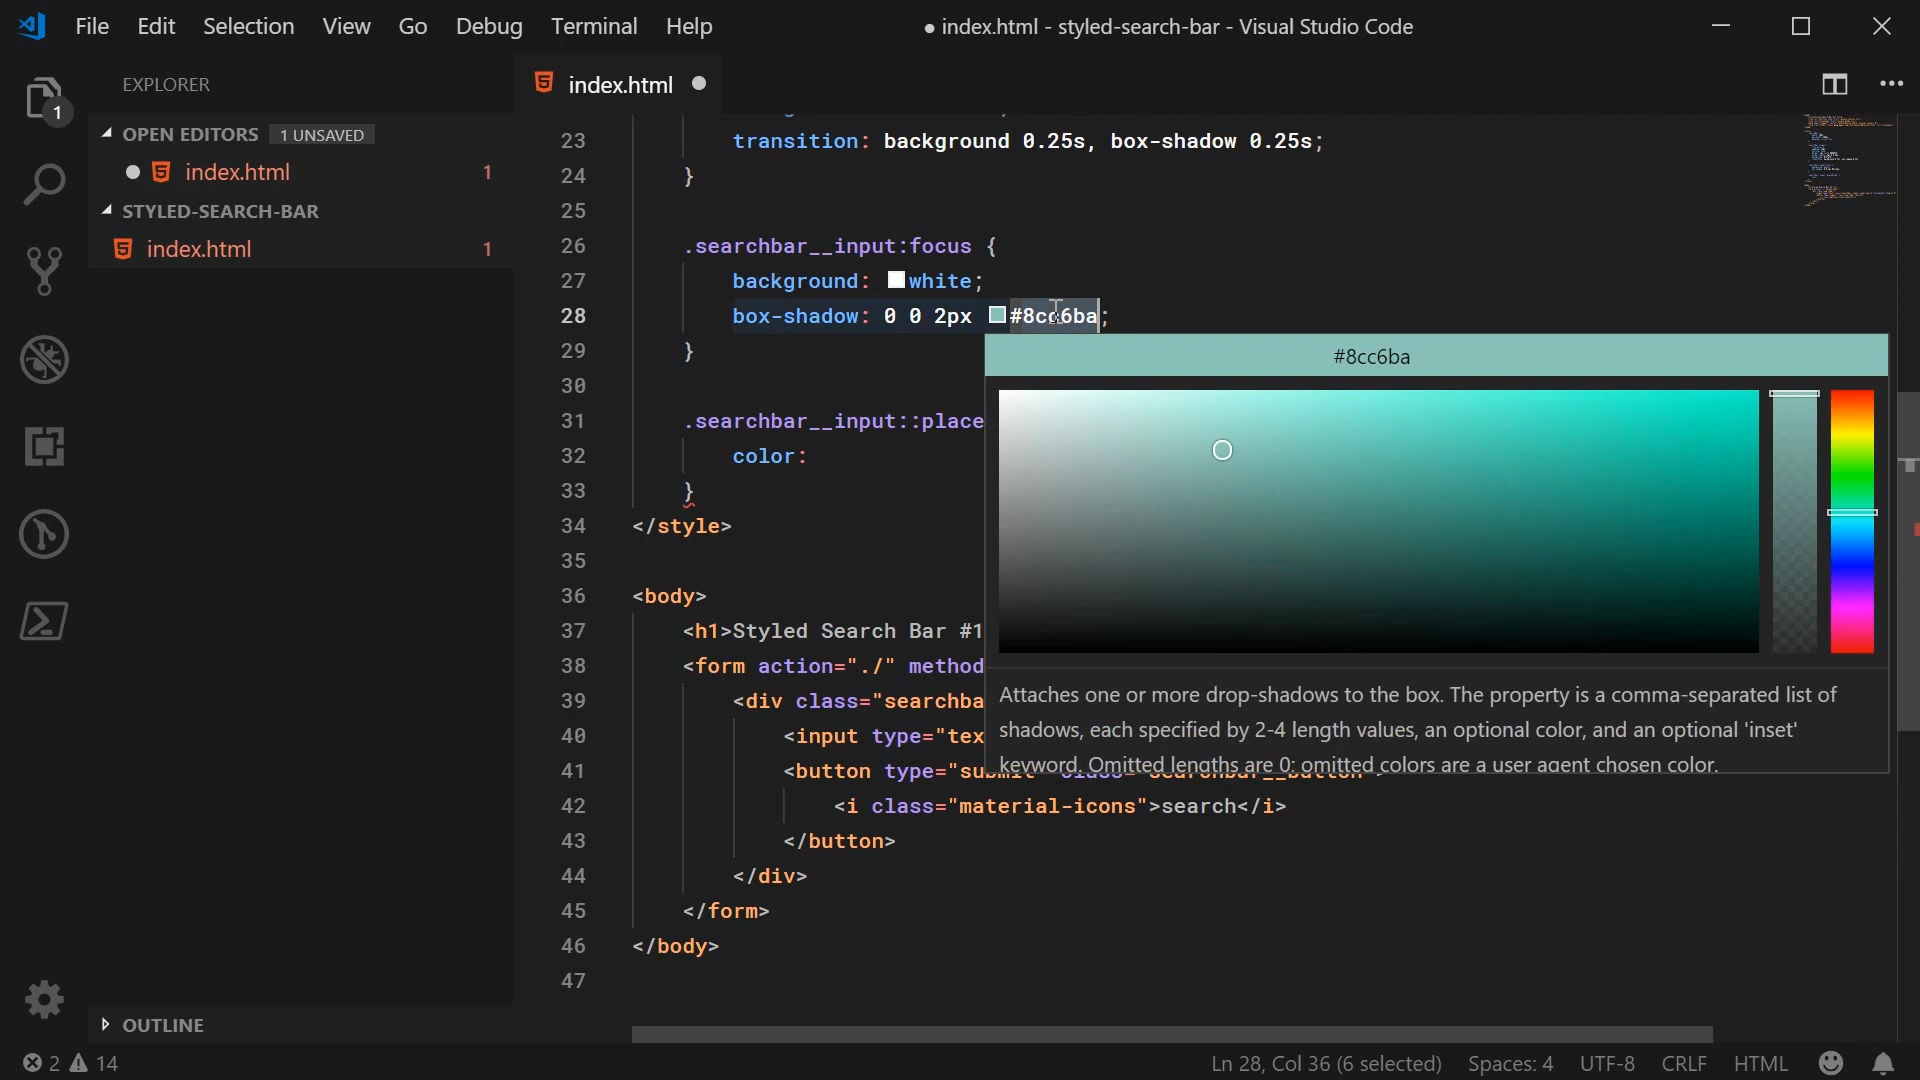 File Edit Selection View Go Debug Terminal Help
● index.html - styled-search-bar - Visual Studio Code
EXPLORER
1
OPEN EDITORS 1 UNSAVED
index.html 1
STYLED-SEARCH-BAR
index.html 1
OUTLINE
index.html
23 transition: background 0.25s, box-shadow 0.25s;
24 }
25
26 .searchbar__input:focus {
27 background: white;
28 box-shadow: 0 0 2px #8cc6ba;
29 }
30
31 .searchbar__input::place
32 color:
33 }
34 </style>
35
36 <body>
37 <h1>Styled Search Bar #1
38 <form action="./" method
39 <div class="searchba
40 <input type="tex
41 <button type="submit" class="searchbar__button">
42 <i class="material-icons">search</i>
43 </button>
44 </div>
45 </form>
46 </body>
47
#8cc6ba
Attaches one or more drop-shadows to the box. The property is a comma-separated list of
shadows, each specified by 2-4 length values, an optional color, and an optional 'inset'
keyword. Omitted lengths are 0; omitted colors are a user agent chosen color.
2 14
Ln 28, Col 36 (6 selected) Spaces: 4 UTF-8 CRLF HTML